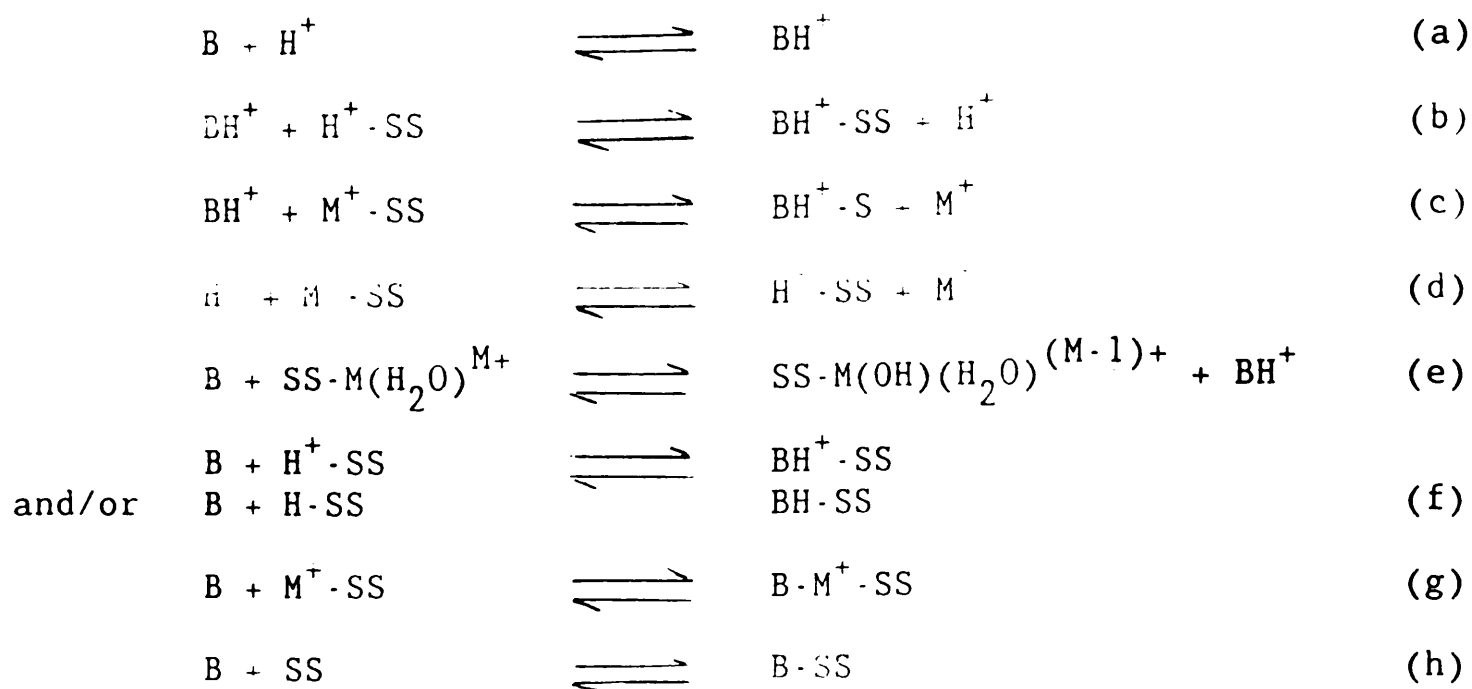 B + H⁺ ⇌ BH⁺ (a)
BH⁺ + H⁺·SS ⇌ BH⁺·SS + H⁺ (b)
BH⁺ + M⁺·SS ⇌ BH⁺·S + M⁺ (c)
H + M·SS ⇌ H·SS + M (d)
B + SS·M(H₂O)ᴹ⁺ ⇌ SS·M(OH)(H₂O)⁽ᴹ⁻¹⁾⁺ + BH⁺ (e)
B + H⁺·SS ⇌ BH⁺·SS
and/or B + H·SS BH·SS (f)
B + M⁺·SS ⇌ B·M⁺·SS (g)
B + SS ⇌ B·SS (h)